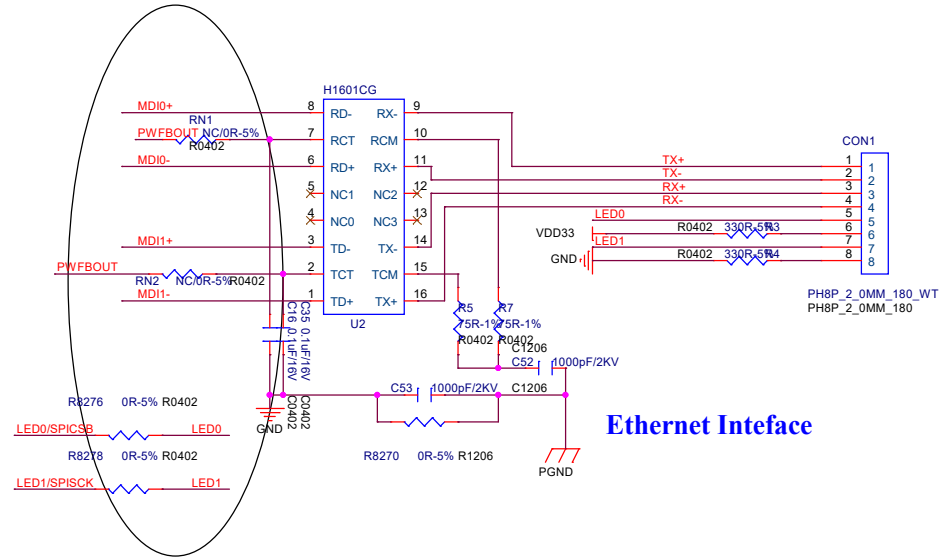 H1601CG
MDI0+ 8 RD- RX- 9
RN1
PWFBOUT NC/0R-5% 7 RCT RCM 10
R0402
CON1
MDI0- 6 RD+ RX+ 11
TX+ 1 1
TX- 2 2
5 NC1 NC2 12
RX+ 3 3
RX- 4 4
4 NC0 NC3 13
LED0 5 5
VDD33 R0402 330R-5% R3 6 6
MDI1+ 3 TD- TX- 14
LED1 7 7
GND R0402 330R-5% R4 8 8
PWFBOUT 2 TCT TCM 15
RN2 NC/0R-5% R0402
MDI1- 1 TD+ TX+ 16
PH8P_2_0MM_180_WT
PH8P_2_0MM_180
U2
R5 R7
75R-1% 75R-1%
R0402 R0402
C16 0.1uF/16V C0402
C35 0.1uF/16V C0402
C1206
C52 1000pF/2KV
C53 1000pF/2KV C1206
R8276 0R-5% R0402
GND
LED0/SPICSB LED0
Ethernet Inteface
R8278 0R-5% R0402
R8270 0R-5% R1206
PGND
LED1/SPISCK LED1